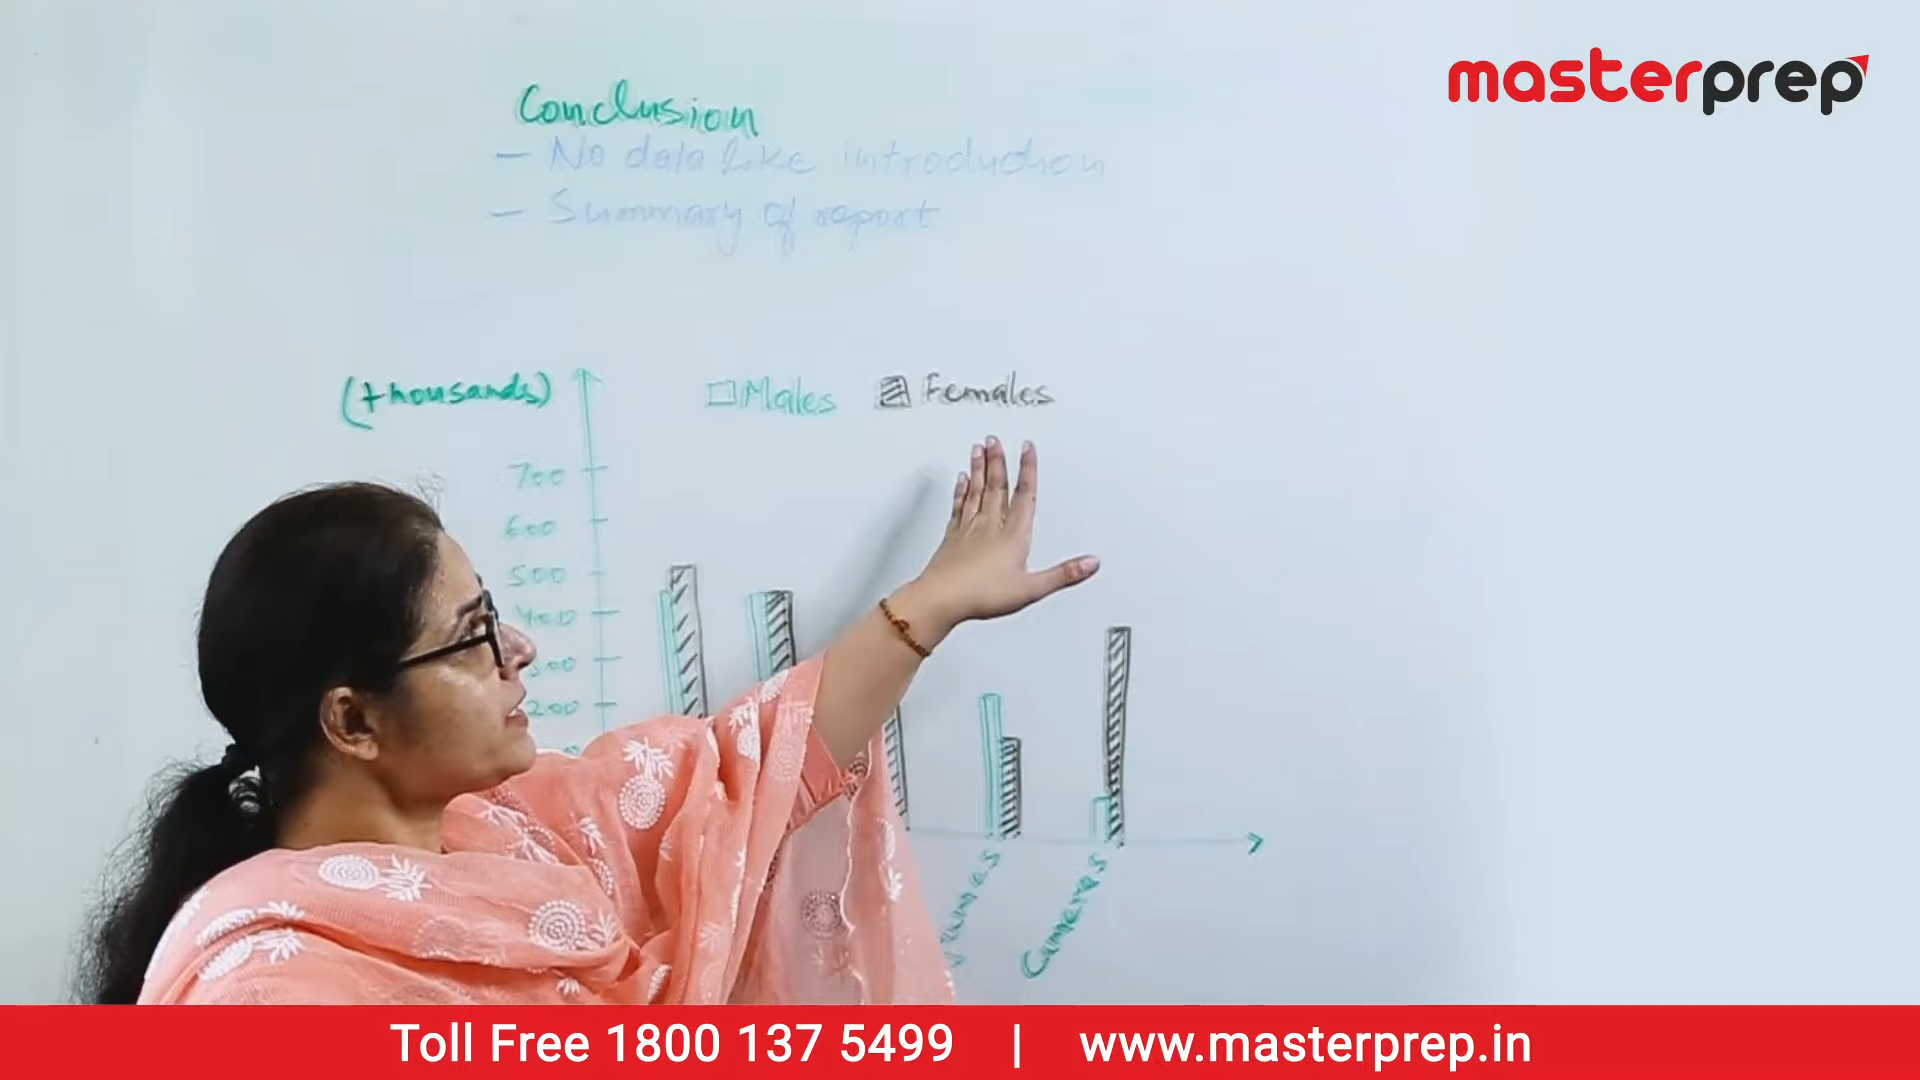 masterprep
Conclusion
- No data like introduction
- Summary of report
(thousands)
Males
Females
700
600
500
400
300
200
Cameras
Toll Free 1800 137 5499 | www.masterprep.in